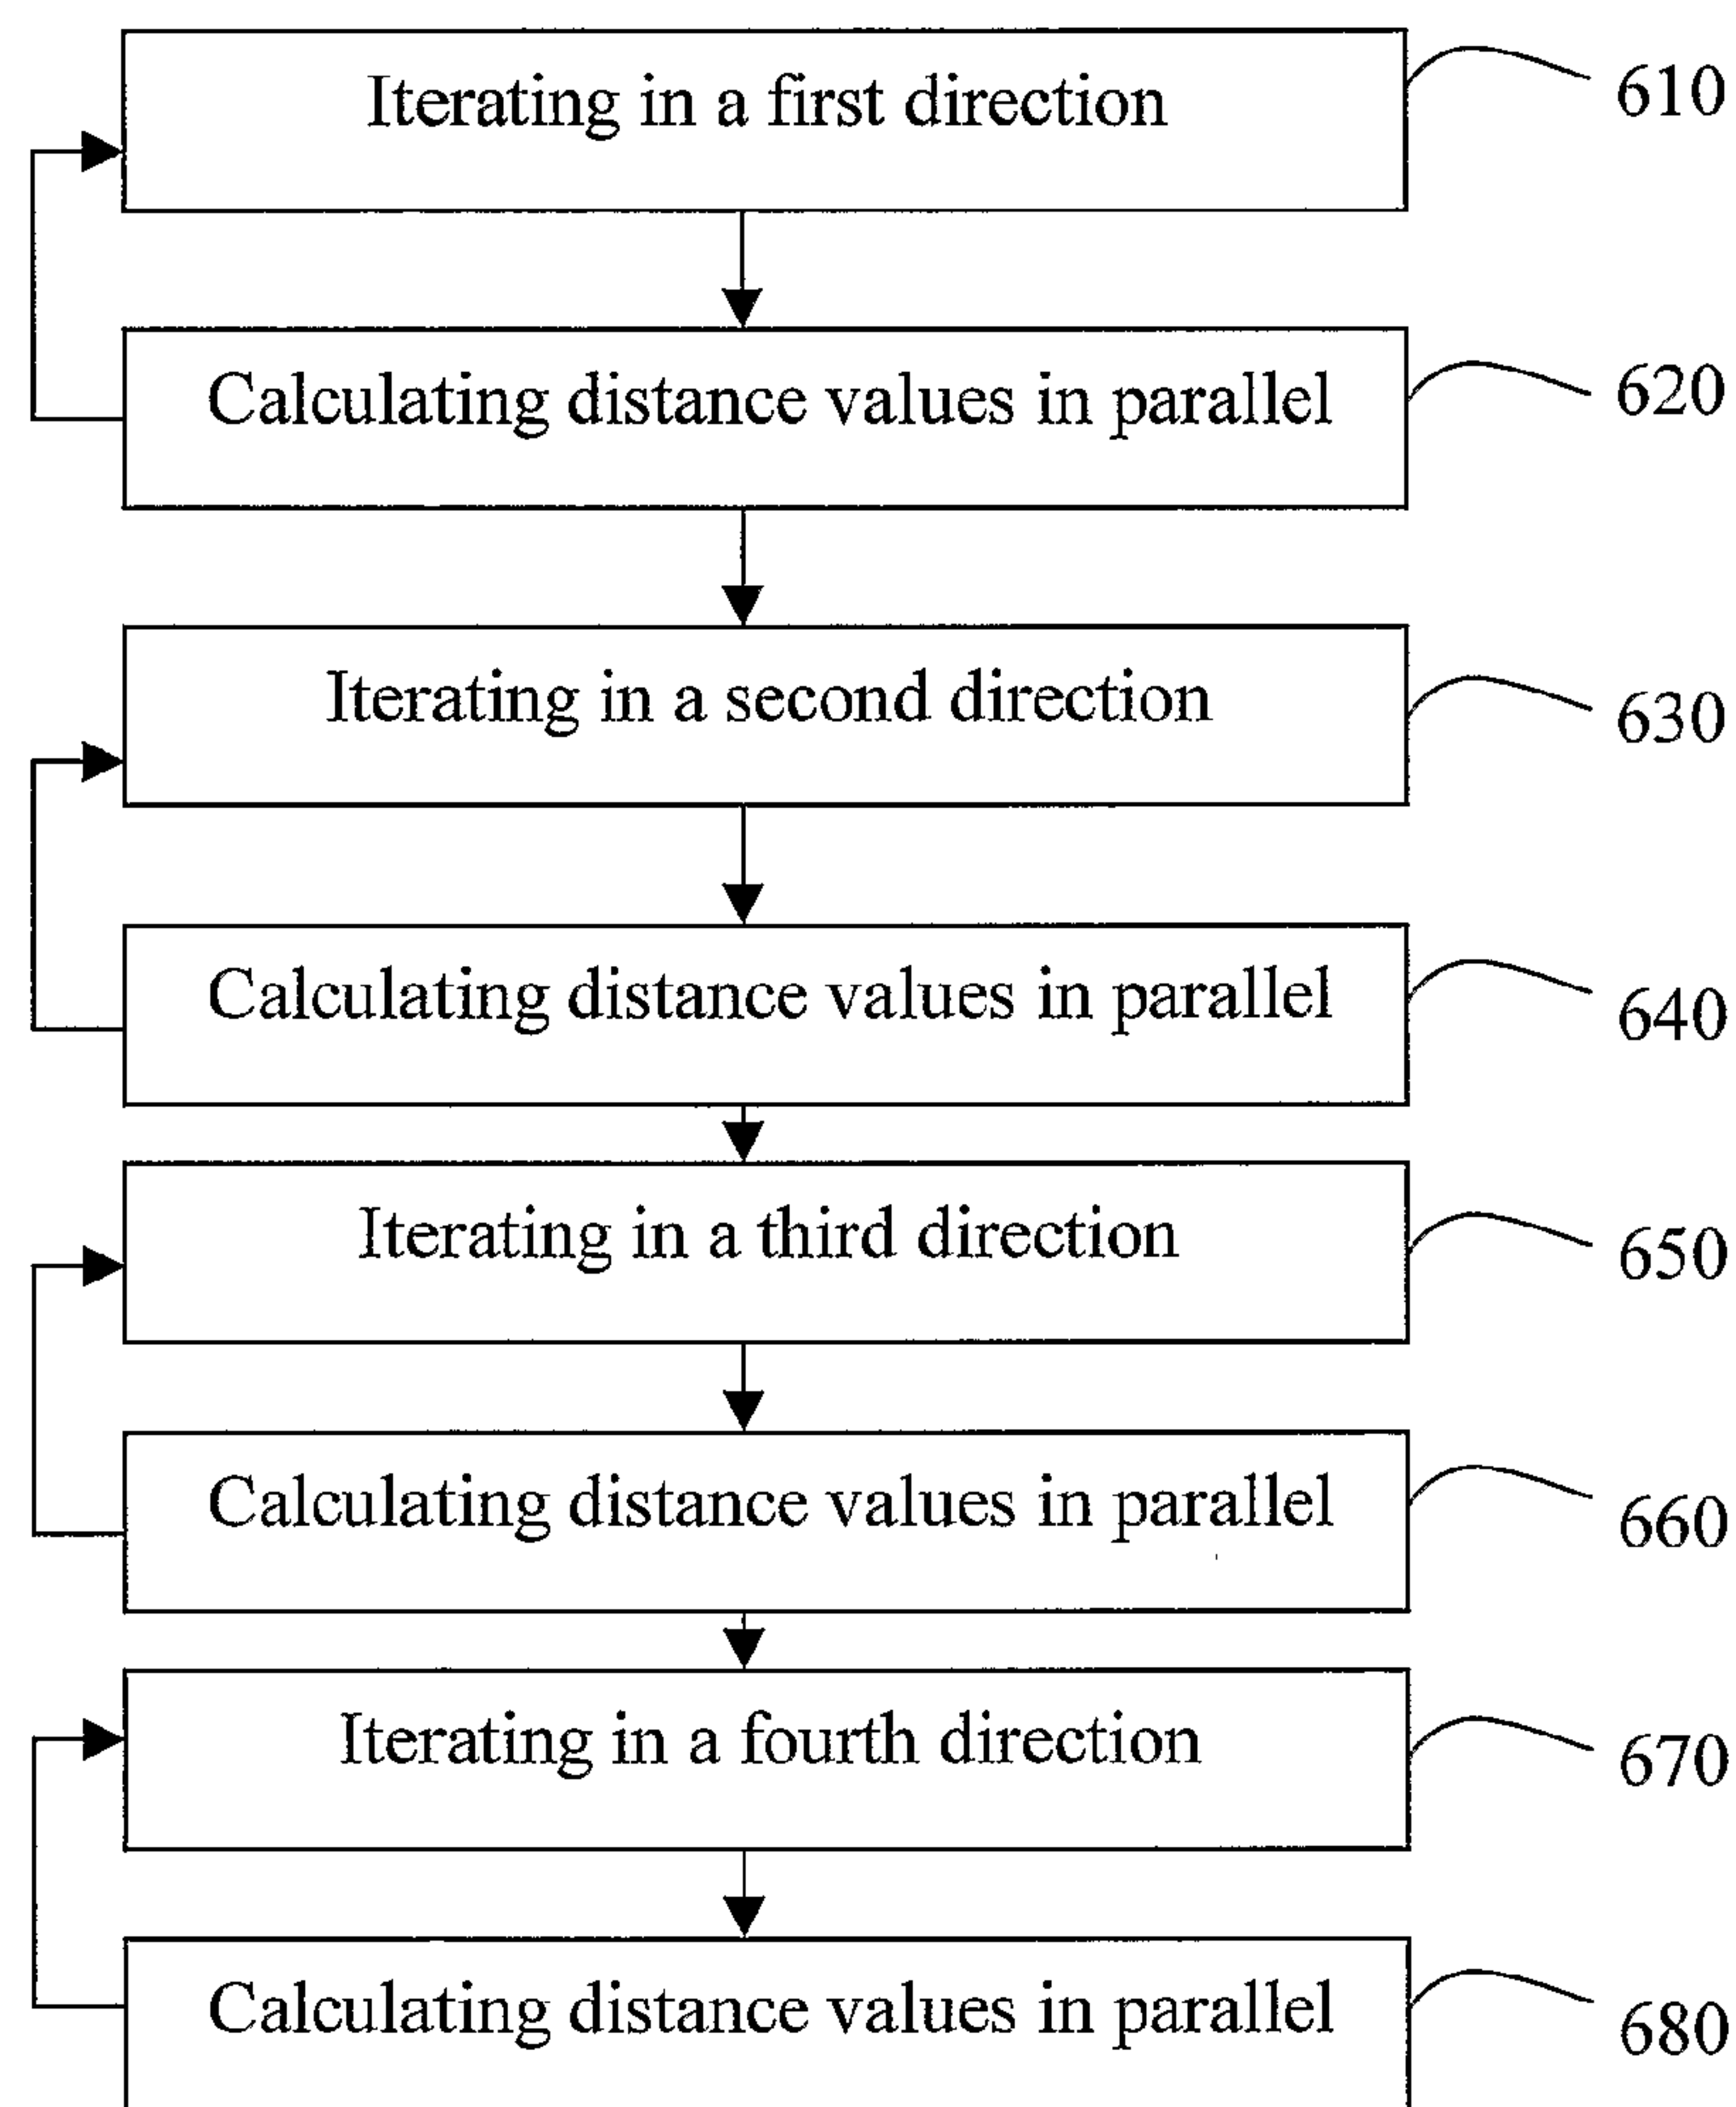 Iterating in a first direction 610
Calculating distance values in parallel 620
Iterating in a second direction 630
Calculating distance values in parallel 640
Iterating in a third direction 650
Calculating distance values in parallel 660
Iterating in a fourth direction 670
Calculating distance values in parallel 680